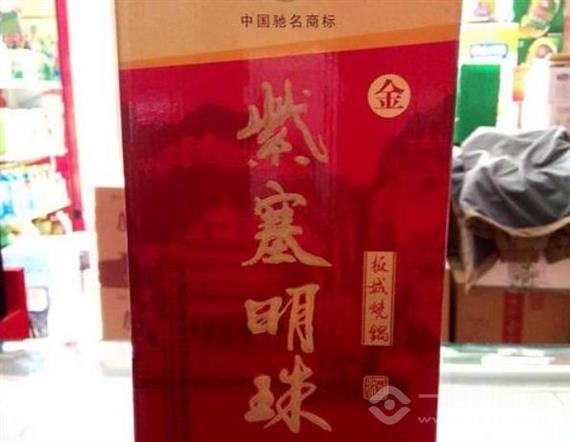 中国驰名商标
金
紫塞明珠
板城烧锅